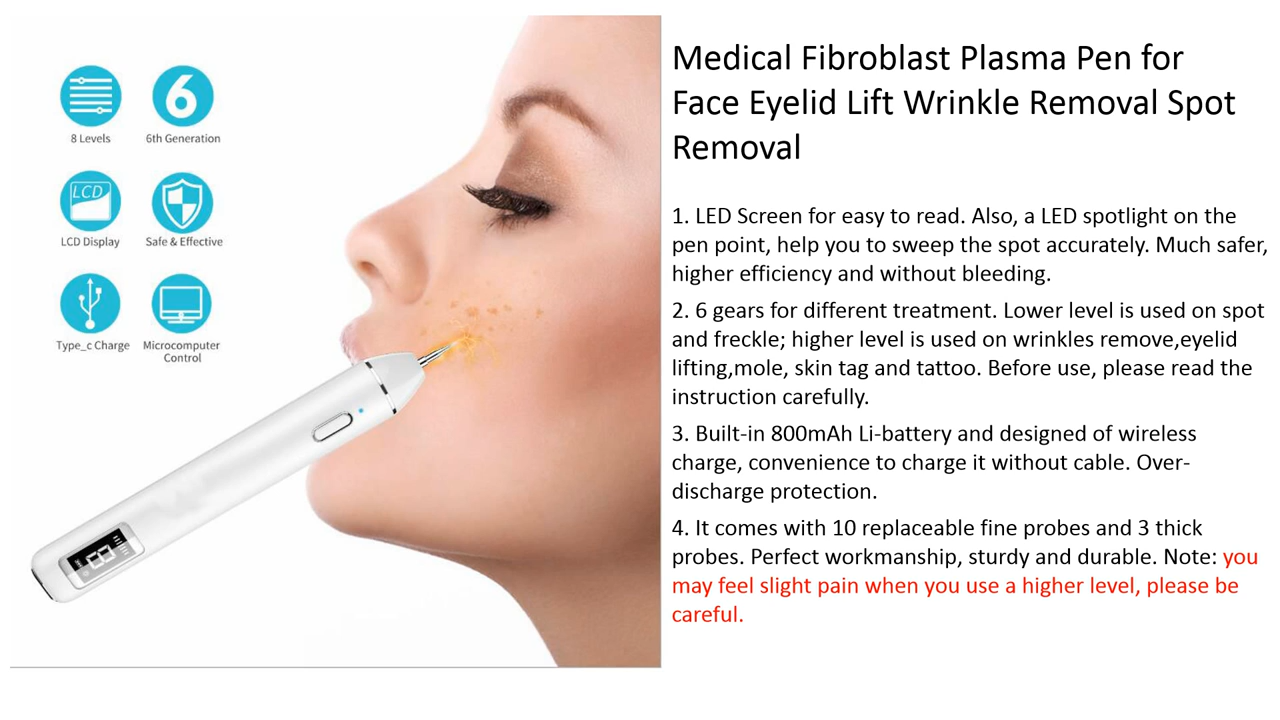 6
8 Levels
6th Generation
LCD
LCD Display
Safe & Effective
Type_c Charge
Microcomputer
Control
Medical Fibroblast Plasma Pen for
Face Eyelid Lift Wrinkle Removal Spot
Removal
1. LED Screen for easy to read. Also, a LED spotlight on the
pen point, help you to sweep the spot accurately. Much safer,
higher efficiency and without bleeding.
2. 6 gears for different treatment. Lower level is used on spot
and freckle; higher level is used on wrinkles remove,eyelid
lifting,mole, skin tag and tattoo. Before use, please read the
instruction carefully.
3. Built-in 800mAh Li-battery and designed of wireless
charge, convenience to charge it without cable. Over-
discharge protection.
4. It comes with 10 replaceable fine probes and 3 thick
probes. Perfect workmanship, sturdy and durable. Note: you
may feel slight pain when you use a higher level, please be
careful.